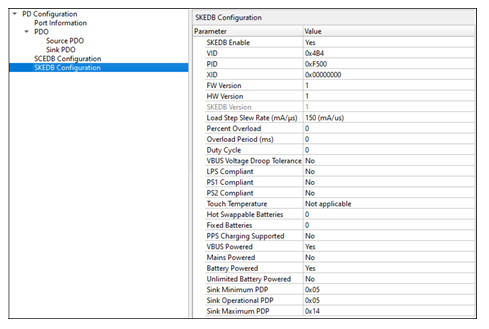 PD Configuration
Port Information
PDO
Source PDO
Sink PDO
SCEDB Configuration
SKEDB Configuration
SKEDB Configuration
Parameter Value
SKEDB Enable Yes
VID 0x4B4
PID 0xF500
XID 0x00000000
FW Version 1
HW Version 1
SKEDB Version 1
Load Step Slew Rate (mA/μs) 150 (mA/us)
Percent Overload 0
Overload Period (ms) 0
Duty Cycle 0
VBUS Voltage Droop Tolerance No
LPS Compliant No
PS1 Compliant No
PS2 Compliant No
Touch Temperature Not applicable
Hot Swappable Batteries 0
Fixed Batteries 0
PPS Charging Supported No
VBUS Powered Yes
Mains Powered No
Battery Powered Yes
Unlimited Battery Powered No
Sink Minimum PDP 0x05
Sink Operational PDP 0x05
Sink Maximum PDP 0x14